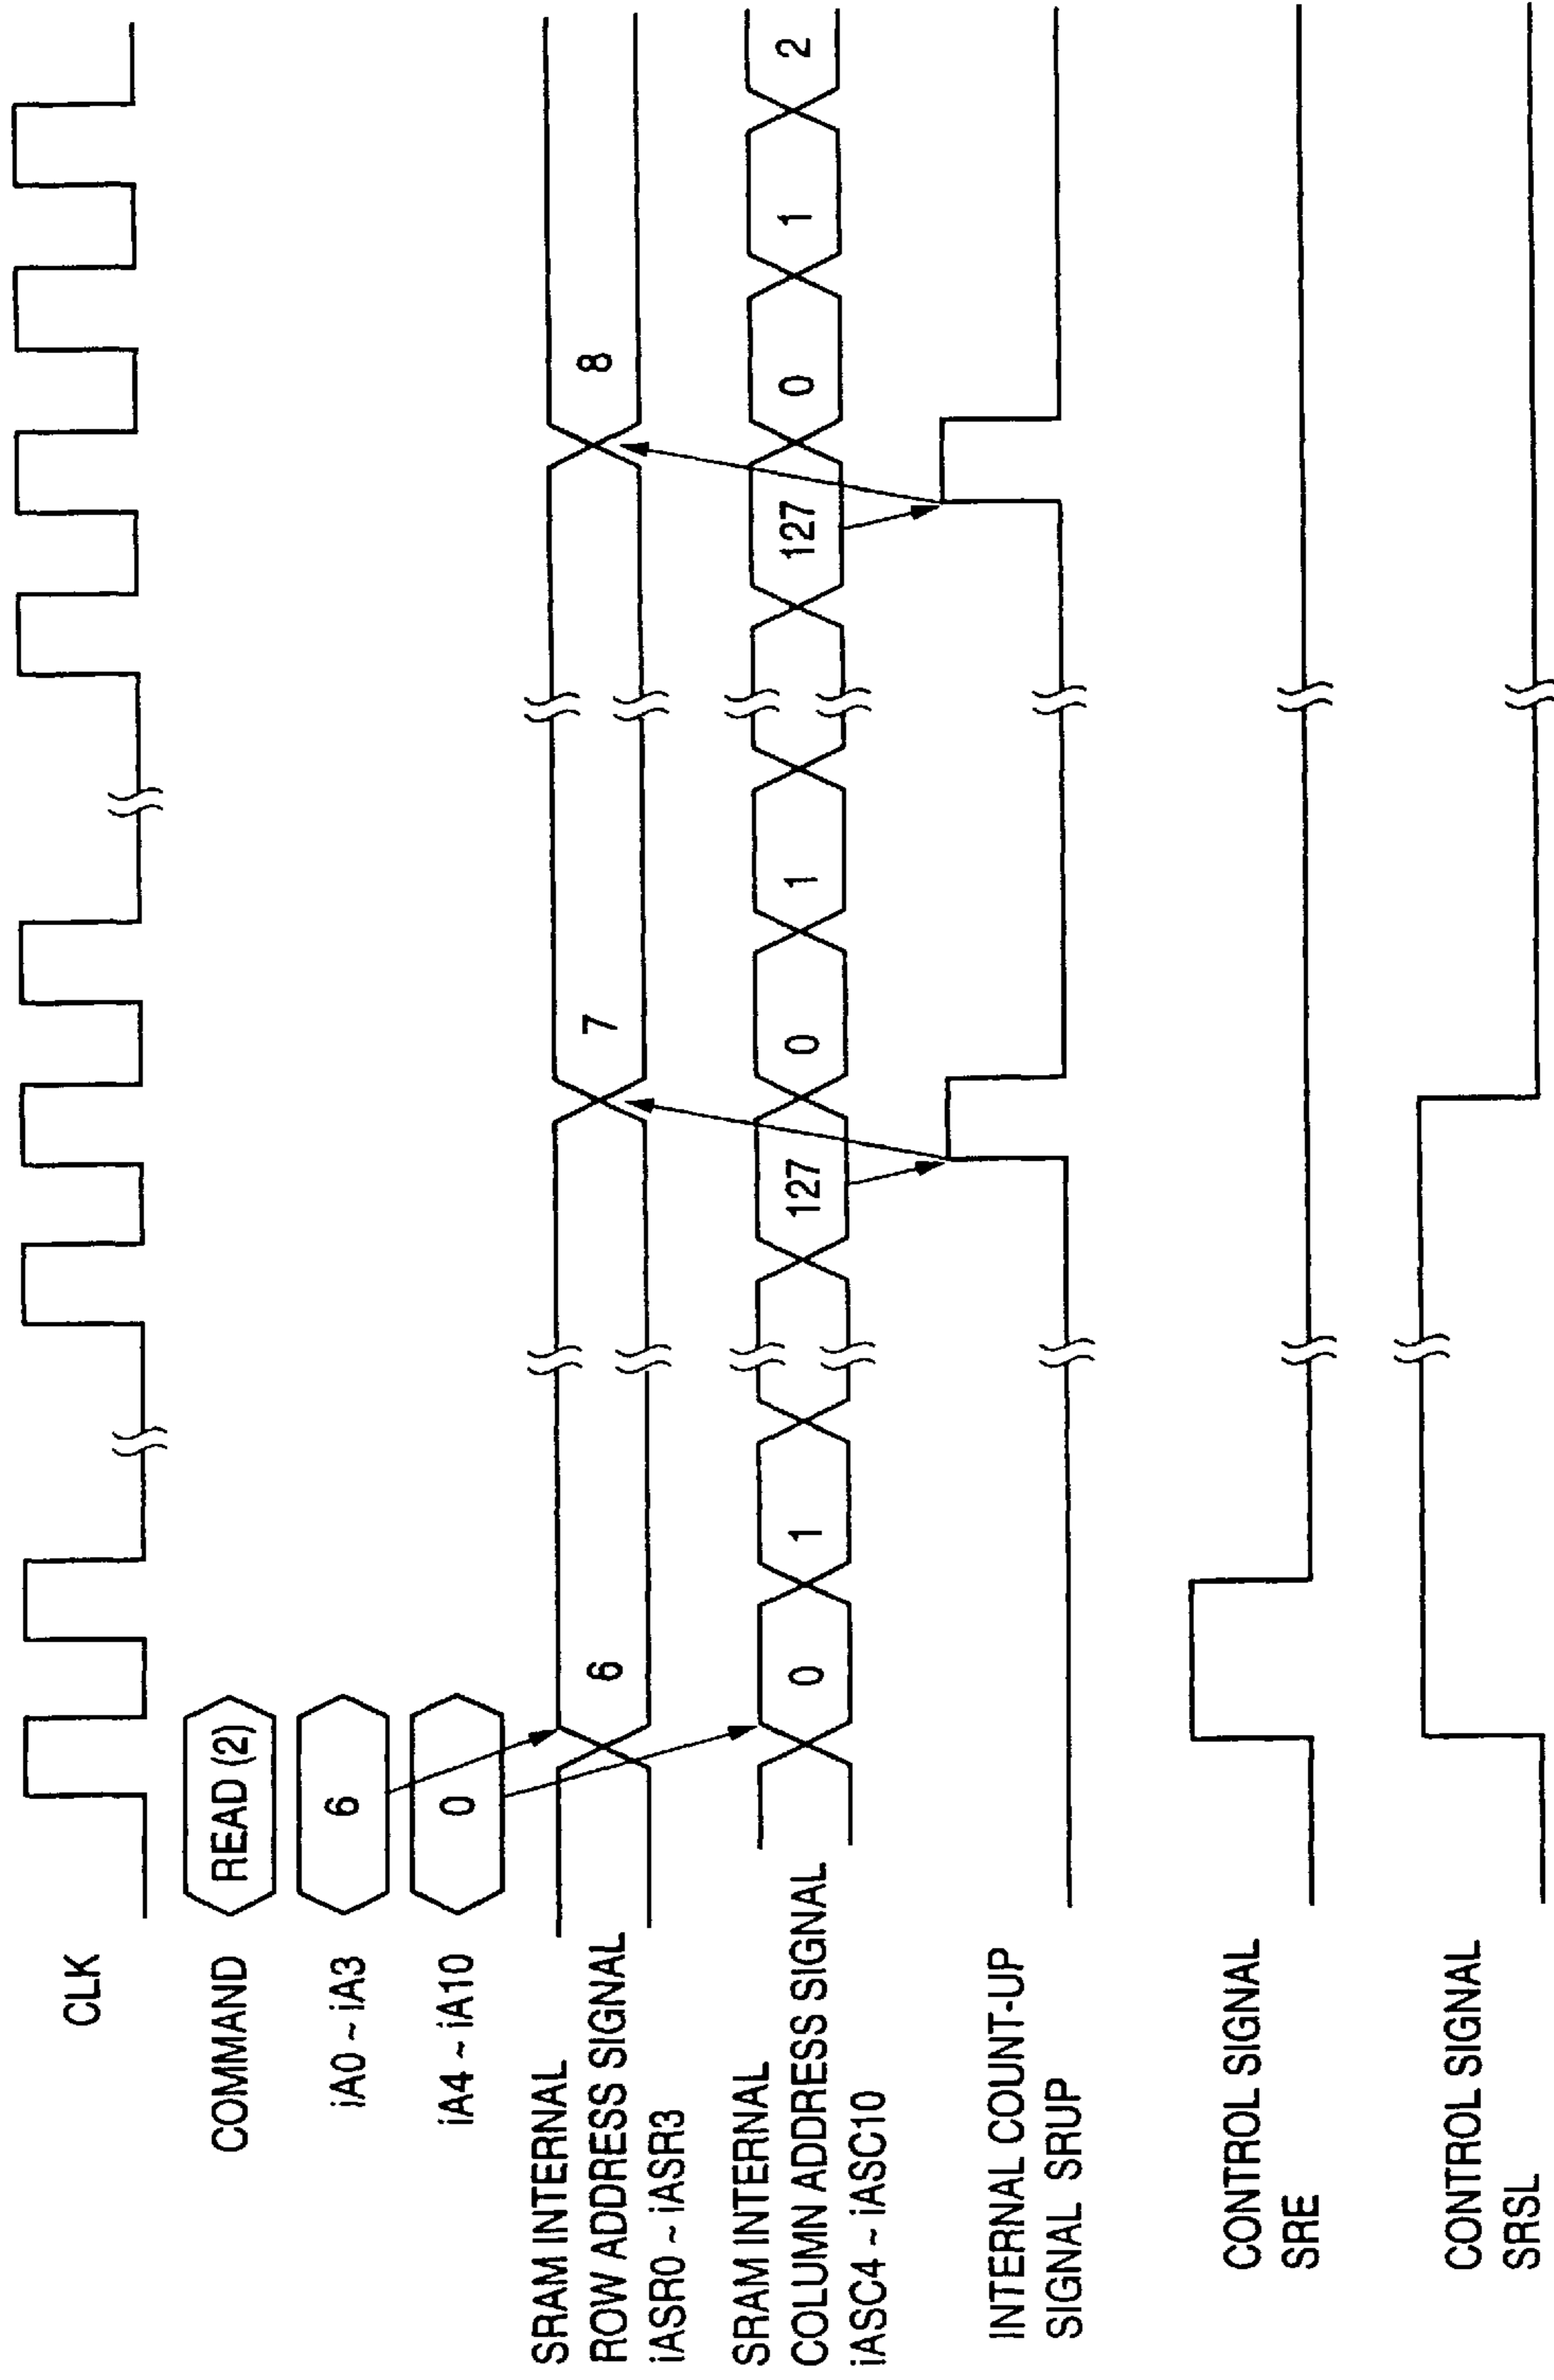 CLK
COMMAND
READ (2)
iA0 ~ iA3
6
iA4 ~ iA10
0
SRAM INTERNAL
ROW ADDRESS SIGNAL
iASR0 ~ iASR3
6
7
8
SRAM INTERNAL
COLUMN ADDRESS SIGNAL
iASC4 ~ iASC10
0
1
127
0
1
127
0
1
2
INTERNAL COUNT-UP
SIGNAL SRUP
CONTROL SIGNAL
SRE
CONTROL SIGNAL
SRSL